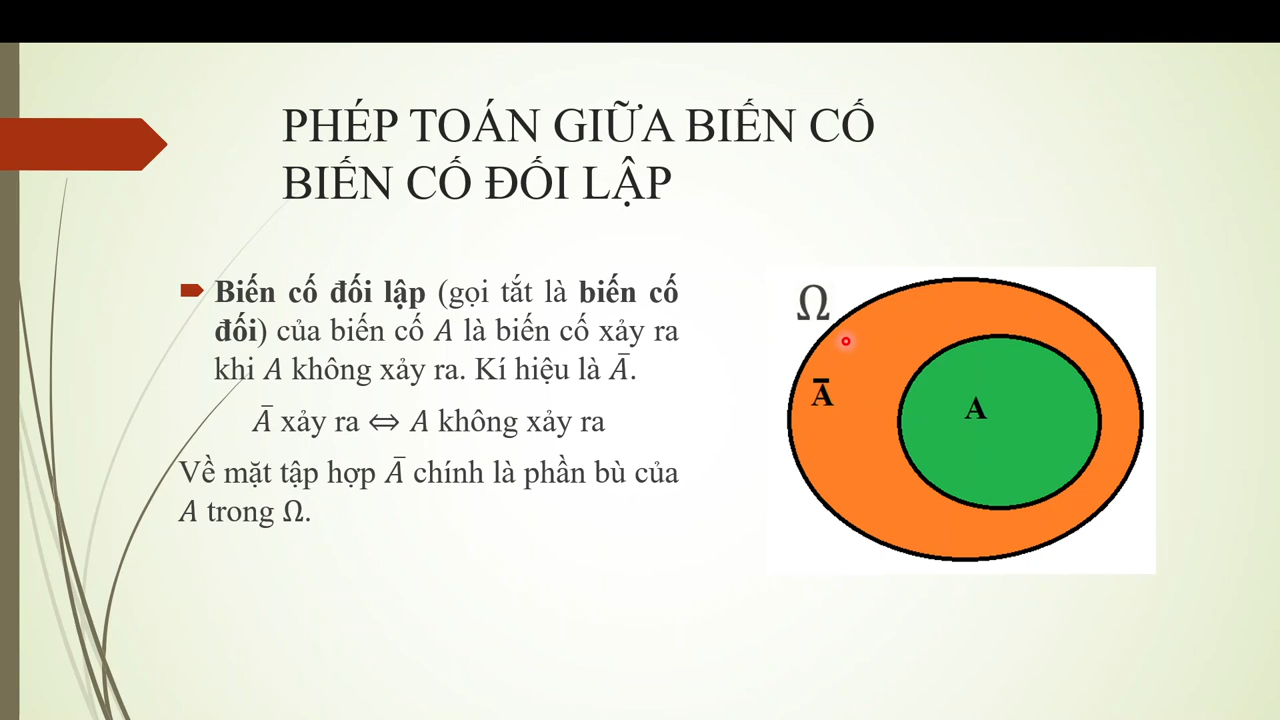 PHÉP TOÁN GIỮA BIẾN CỐ
BIẾN CỐ ĐỐI LẬP
Biến cố đối lập (gọi tắt là biến cố
đối) của biến cố A là biến cố xảy ra
khi A không xảy ra. Kí hiệu là Ā.
Ā xảy ra ⇔ A không xảy ra
Về mặt tập hợp Ā chính là phần bù của
A trong Ω.
Ω
Ā
A